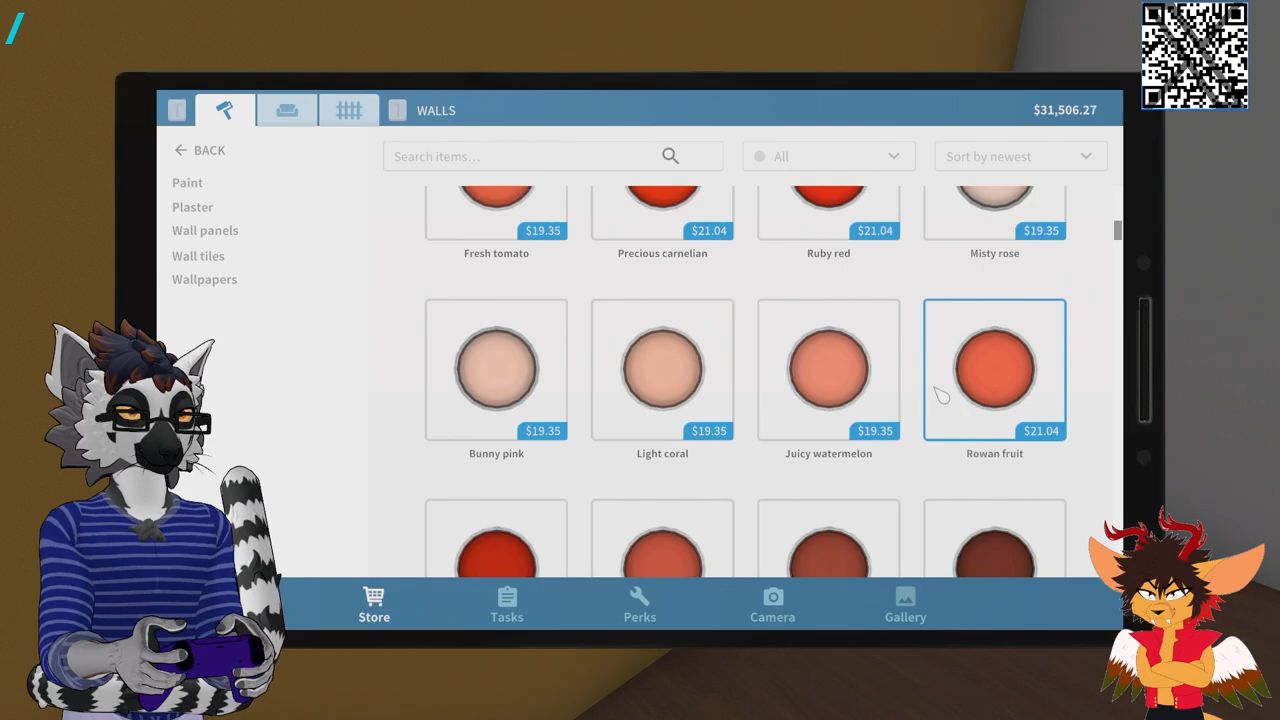 /
WALLS
$31,506.27
BACK
Search items...
All
Sort by newest
Paint
Plaster
Wall panels
Wall tiles
Wallpapers
$19.35
$21.04
$21.04
$19.35
Fresh tomato
Precious carnelian
Ruby red
Misty rose
$19.35
$19.35
$19.35
$21.04
Bunny pink
Light coral
Juicy watermelon
Rowan fruit
Store
Tasks
Perks
Camera
Gallery